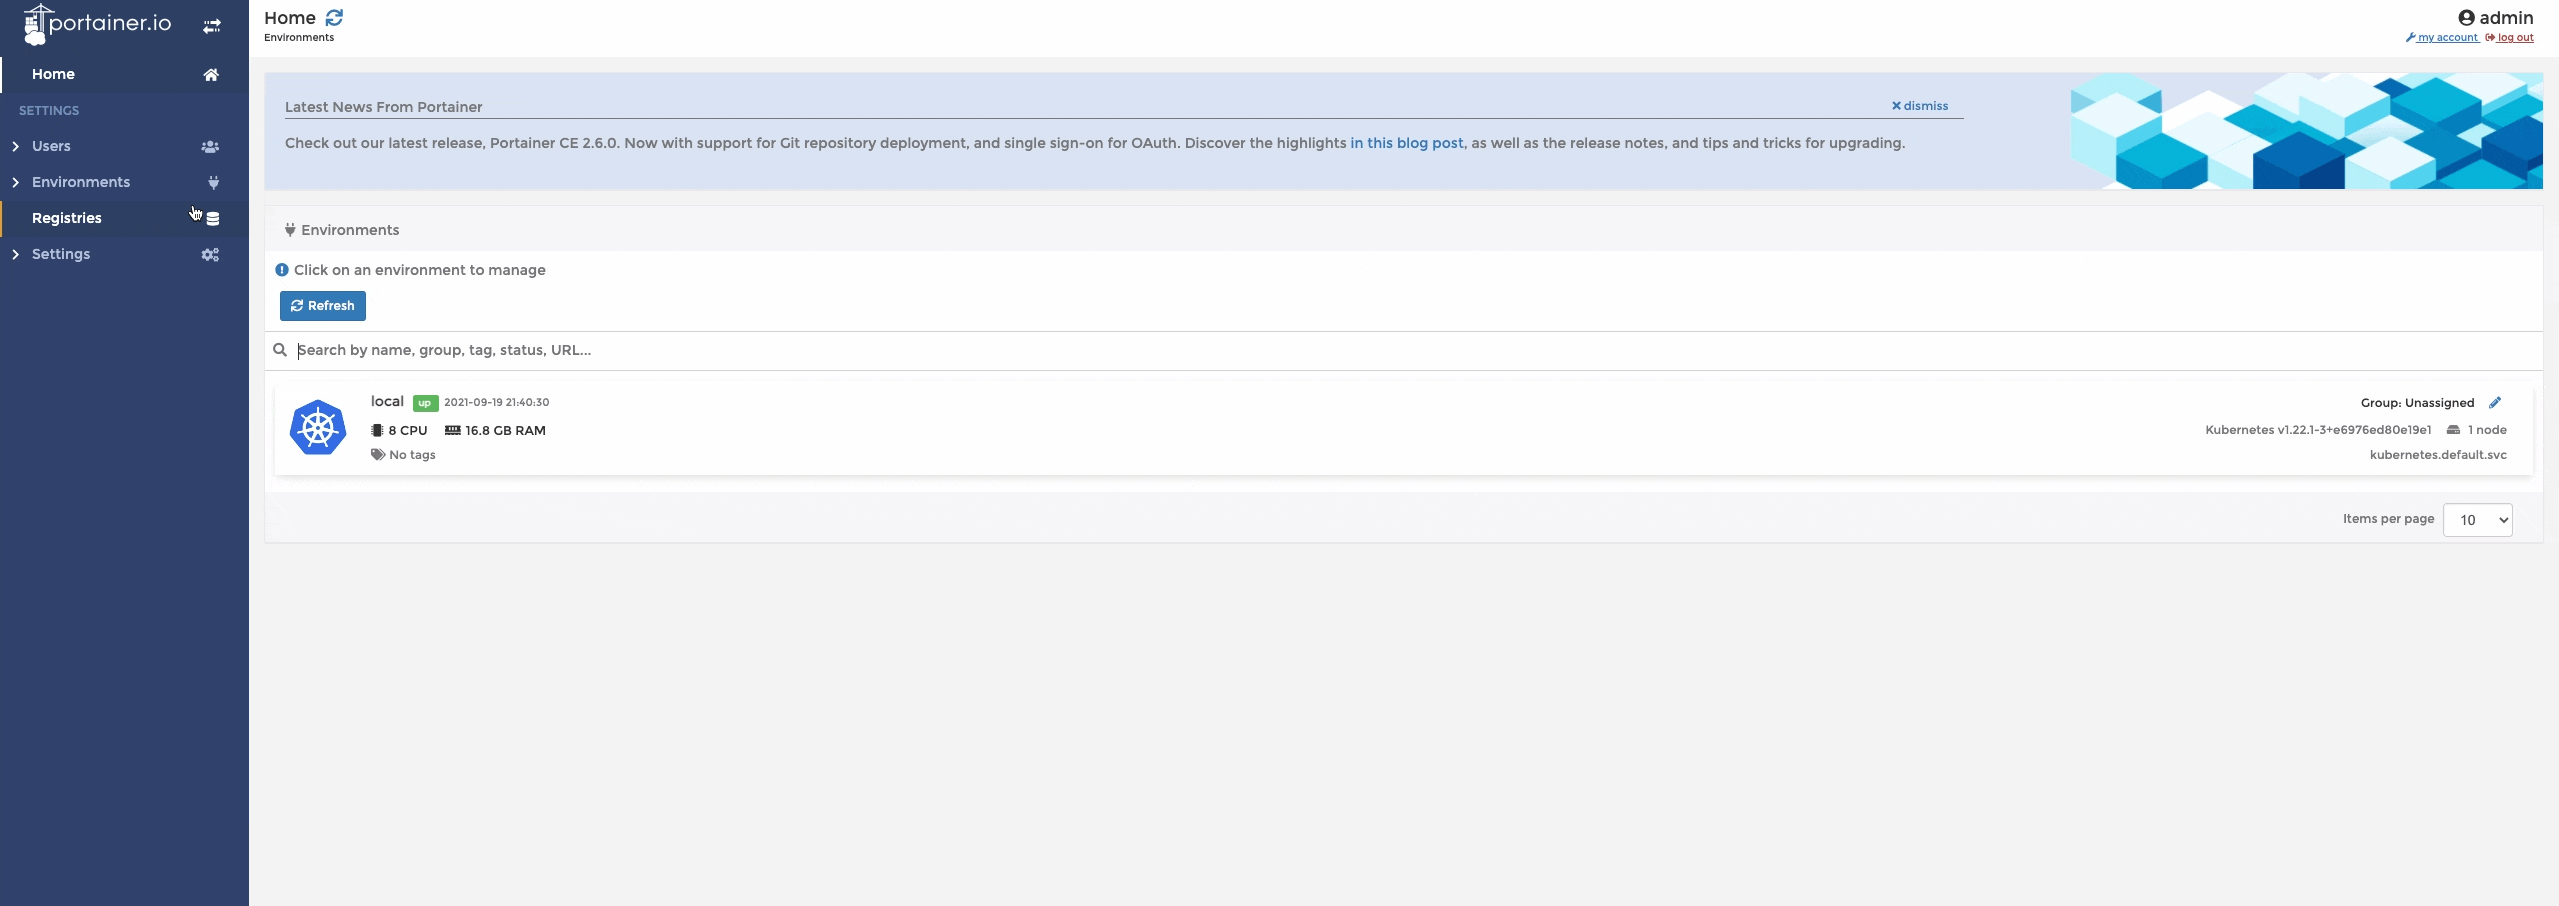 portainer.io
Home
SETTINGS
Users
Environments
Registries
Settings
Home
Environments
admin
my account log out
Latest News From Portainer
× dismiss
Check out our latest release, Portainer CE 2.6.0. Now with support for Git repository deployment, and single sign-on for OAuth. Discover the highlights in this blog post, as well as the release notes, and tips and tricks for upgrading.
Environments
Click on an environment to manage
Refresh
Search by name, group, tag, status, URL...
local up 2021-09-19 21:40:30
Group: Unassigned
8 CPU 16.8 GB RAM
Kubernetes v1.22.1-3+e6976ed80e19e1 1 node
No tags
kubernetes.default.svc
Items per page 10